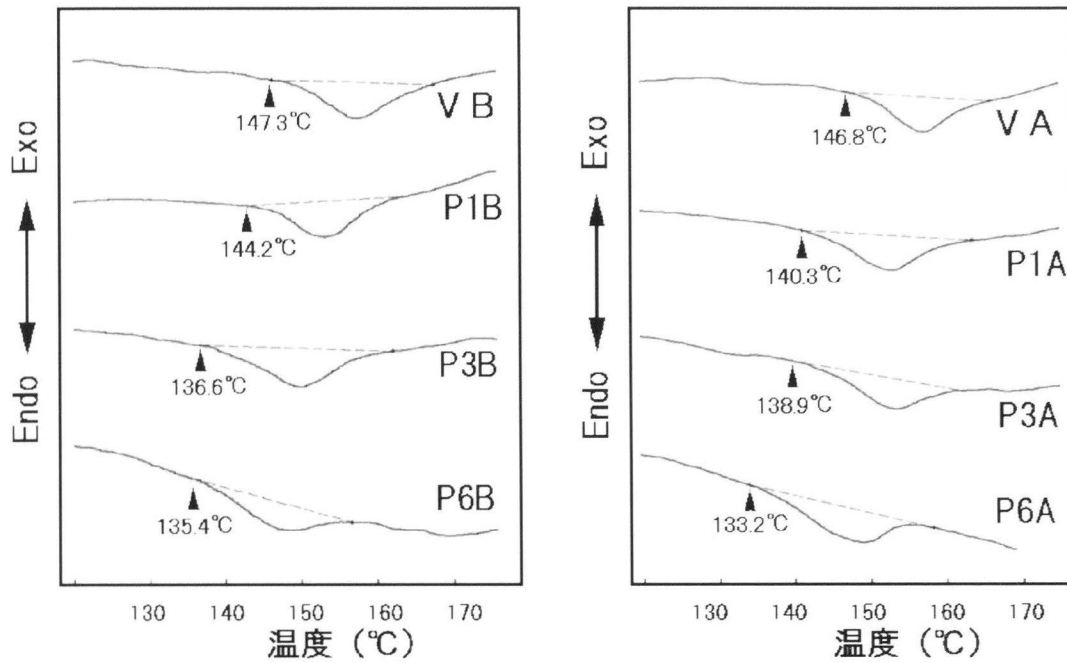 Exo
Endo
V B
147.3℃
P1B
144.2℃
P3B
136.6℃
P6B
135.4℃
130 140 150 160 170
温度 (℃)
Exo
Endo
V A
146.8℃
P1A
140.3℃
P3A
138.9℃
P6A
133.2℃
130 140 150 160 170
温度 (℃)